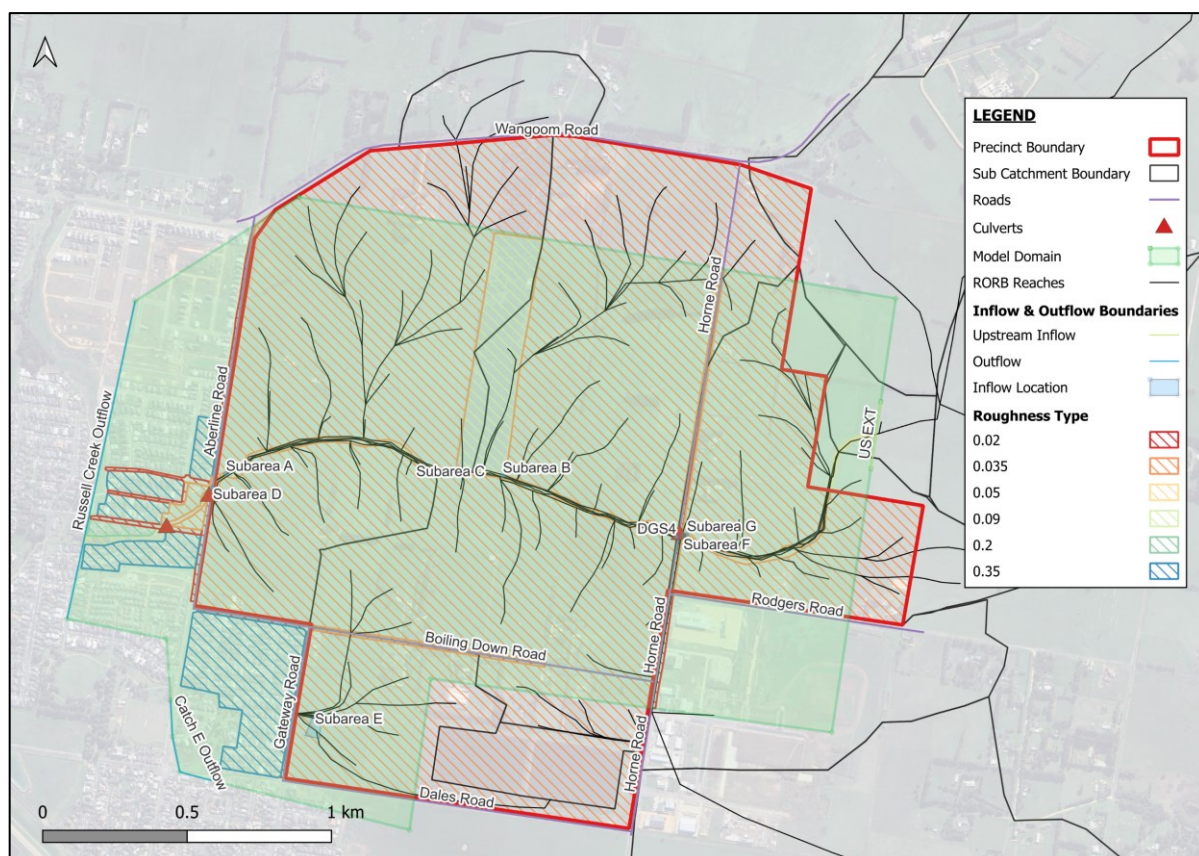 Wangoom Road
Horne Road
Aberline Road
Russell Creek Outflow
US EXT
Subarea A
Subarea C
Subarea B
Subarea D
DGS4
Subarea G
Subarea F
Rodgers Road
Boiling Down Road
Horne Road
Gateway Road
Subarea E
Catch E Outflow
Horne Road
Dales Road
0 0.5 1 km
LEGEND
Precinct Boundary
Sub Catchment Boundary
Roads
Culverts
Model Domain
RORB Reaches
Inflow & Outflow Boundaries
Upstream Inflow
Outflow
Inflow Location
Roughness Type
0.02
0.035
0.05
0.09
0.2
0.35